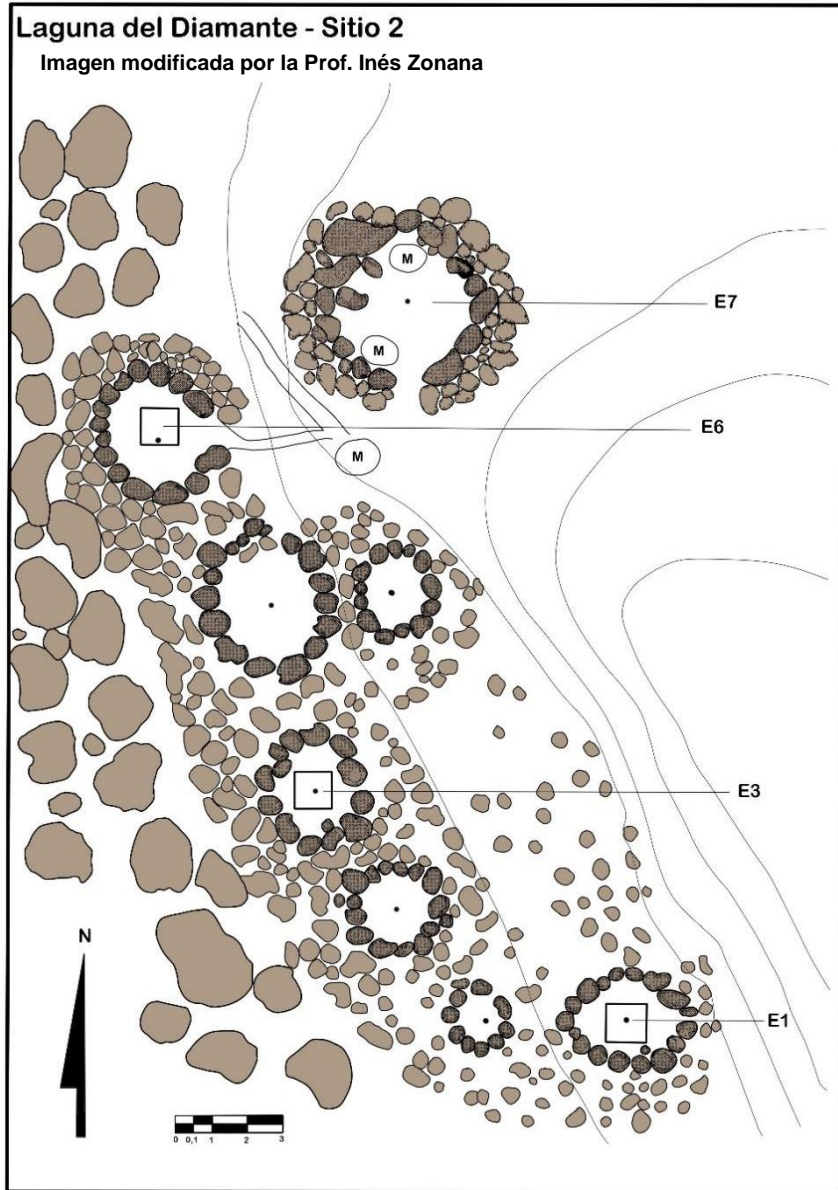 Laguna del Diamante - Sitio 2
Imagen modificada por la Prof. Inés Zonana
M
E7
M
E6
M
E3
N
E1
0 0,1 1 2 3